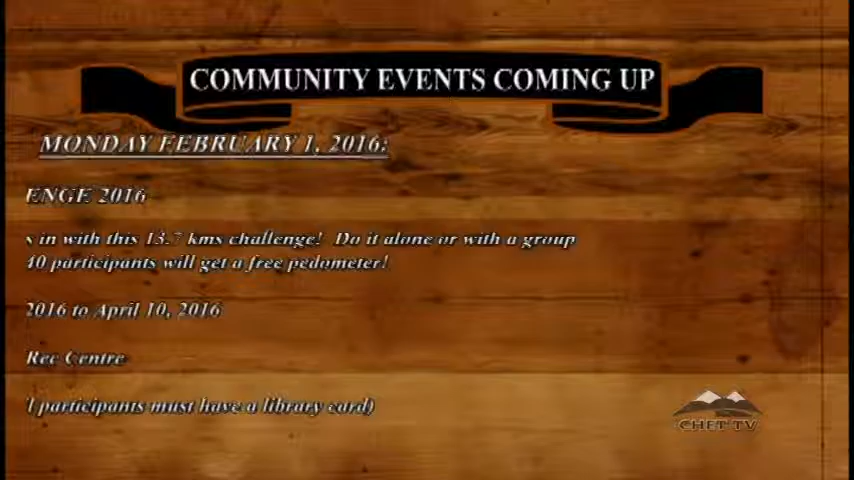 COMMUNITY EVENTS COMING UP
MONDAY FEBRUARY 1, 2016:
ENGE 2016
s in with this 13.7 kms challenge! Do it alone or with a group
40 participants will get a free pedometer!
2016 to April 10, 2016
Rec Centre
l participants must have a library card)
CHET TV